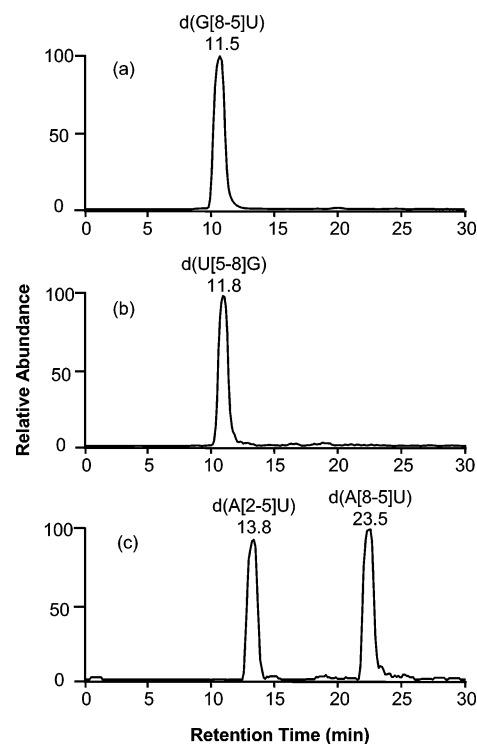 d(G[8-5]U)
11.5
100
(a)
50
0
0 5 10 15 20 25 30
d(U[5-8]G)
11.8
100
(b)
50
0
0 5 10 15 20 25 30
Relative Abundance
d(A[2-5]U) d(A[8-5]U)
13.8 23.5
100
(c)
50
0
0 5 10 15 20 25 30
Retention Time (min)